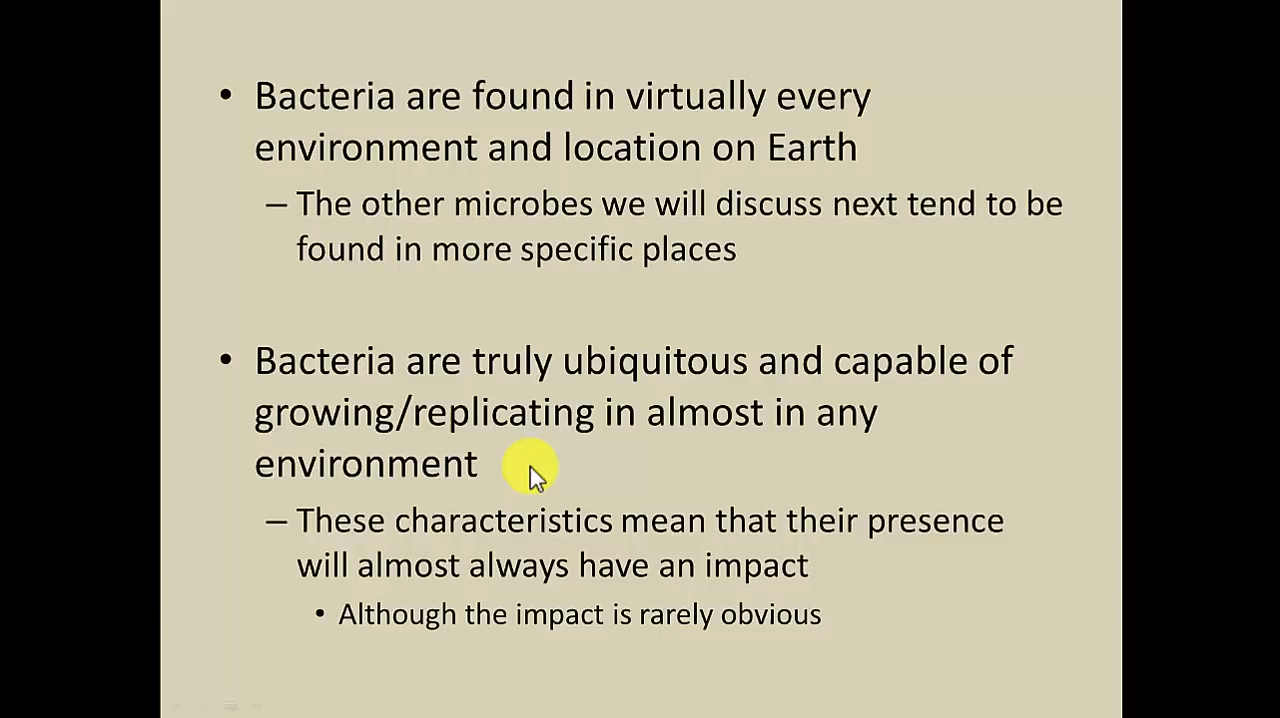 • Bacteria are found in virtually every
environment and location on Earth
– The other microbes we will discuss next tend to be
found in more specific places
• Bacteria are truly ubiquitous and capable of
growing/replicating in almost in any
environment
– These characteristics mean that their presence
will almost always have an impact
• Although the impact is rarely obvious